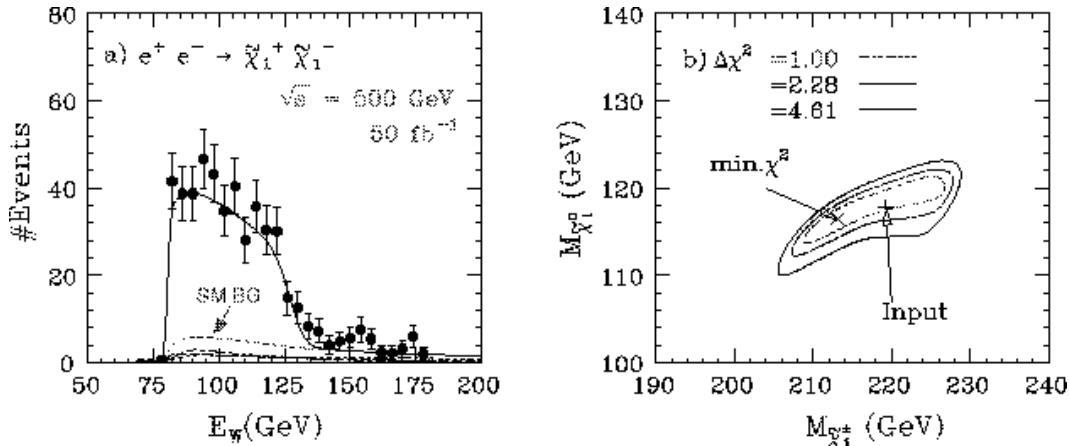 80
60
40
20
0
#Events
a) e⁺ e⁻ → χ̃₁⁺ χ̃₁⁻
√s = 500 GeV
50 fb⁻¹
SM BG
50 75 100 125 150 175 200
E_W(GeV)
140
130
120
110
100
M_χ̃₁⁰ (GeV)
b) Δχ² =1.00
=2.28
=4.61
min.χ²
Input
190 200 210 220 230 240
M_χ̃₁± (GeV)